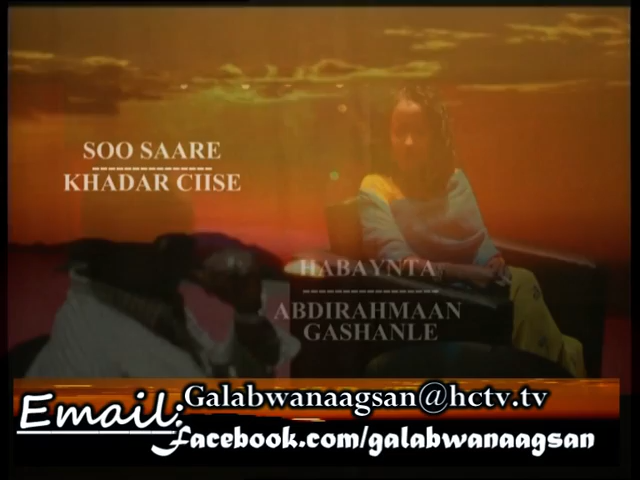 SOO SAARE
---------------
KHADAR CIISE
HABAYNTA
-----------------
ABDIRAHMAAN
GASHANLE
Email:
Galabwanaagsan@hctv.tv
facebook.com/galabwanaagsan